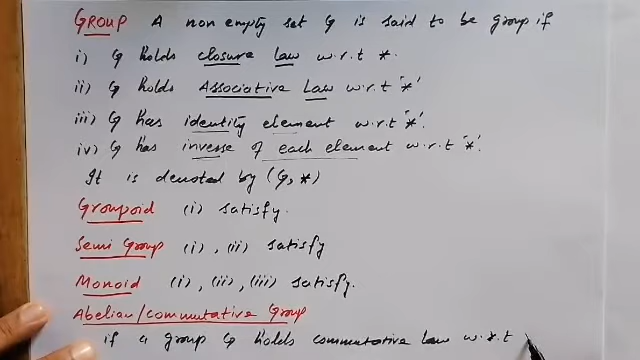 GROUP A non empty set G is said to be group if
i) G holds closure law w.r.t *.
ii) G holds Associative Law w.r.t '*'
iii) G has identity element w.r.t '*'.
iv) G has inverse of each element w.r.t '*'.
It is denoted by (G, *)
Groupoid (i) satisfy.
Semi Group (i), (ii) satisfy
Monoid (i), (ii), (iii) satisfy.
Abelian/commutative Group
if a group G holds commutative law w.r.t